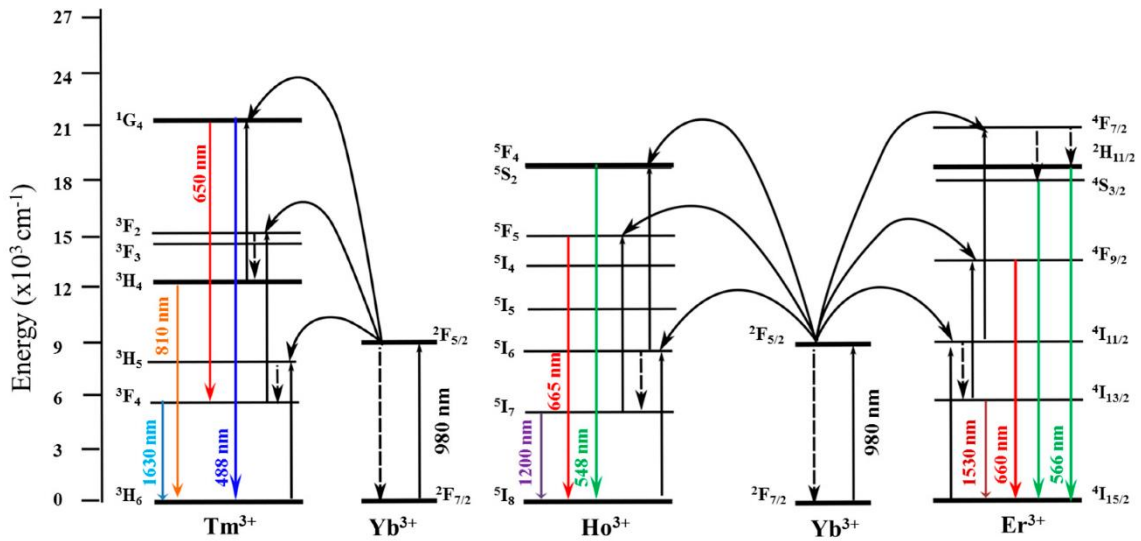 Energy (x10³ cm⁻¹)
27
24
21
18
15
12
9
6
3
0
¹G₄
³F₂
³F₃
³H₄
³H₅
³F₄
³H₆
650 nm
810 nm
1630 nm
488 nm
Tm³⁺
²F₅/₂
980 nm
²F₇/₂
Yb³⁺
⁵F₄
⁵S₂
⁵F₅
⁵I₄
⁵I₅
⁵I₆
⁵I₇
⁵I₈
665 nm
1200 nm
548 nm
Ho³⁺
²F₅/₂
980 nm
²F₇/₂
Yb³⁺
⁴F₇/₂
²H₁₁/₂
⁴S₃/₂
⁴F₉/₂
⁴I₁₁/₂
⁴I₁₃/₂
⁴I₁₅/₂
1530 nm
660 nm
566 nm
Er³⁺